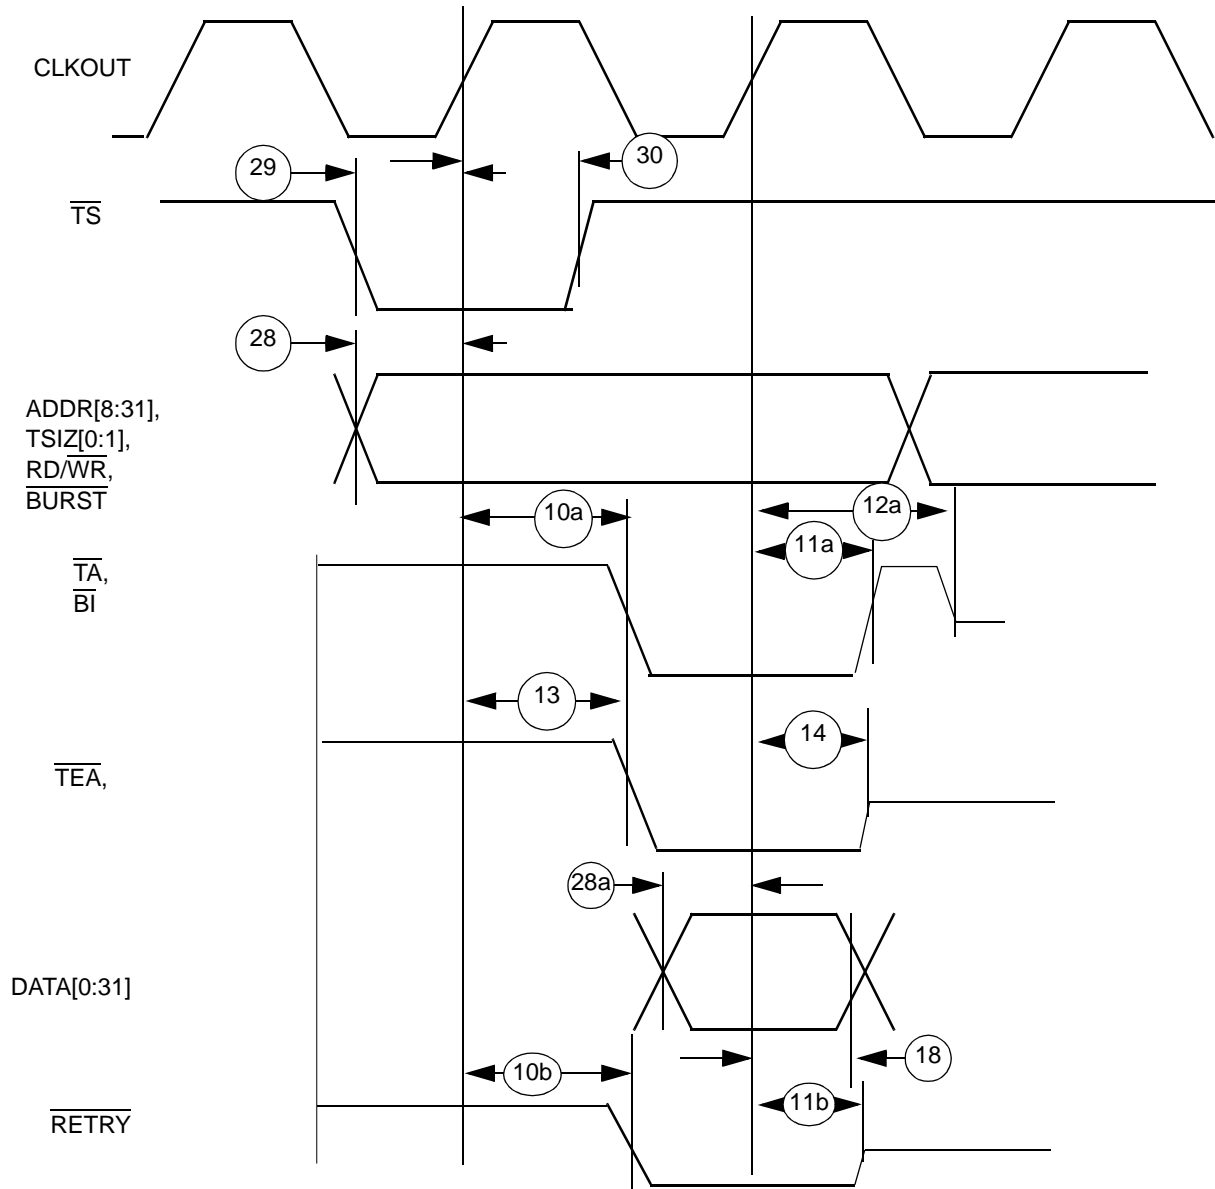 CLKOUT
29
30
TS
28
ADDR[8:31],
TSIZ[0:1],
RD/WR,
BURST
10a
12a
11a
TA,
BI
13
14
TEA,
28a
DATA[0:31]
18
10b
11b
RETRY